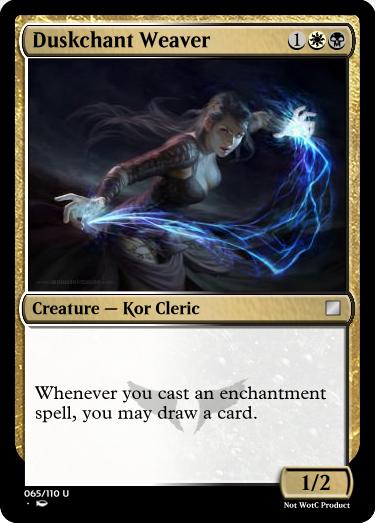 Duskchant Weaver 1
Creature — Kor Cleric
Whenever you cast an enchantment
spell, you may draw a card.
1/2
065/110 U
Not WotC Product